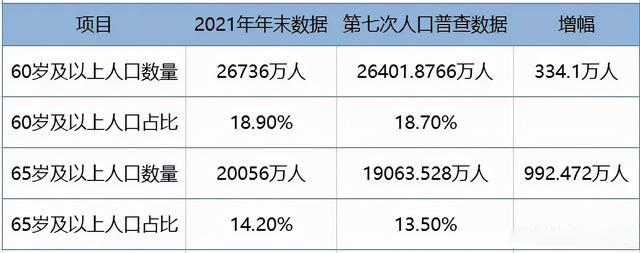 项目 2021年年末数据 第七次人口普查数据 增幅
60岁及以上人口数量 26736万人 26401.8766万人 334.1万人
60岁及以上人口占比 18.90% 18.70%
65岁及以上人口数量 20056万人 19063.528万人 992.472万人
65岁及以上人口占比 14.20% 13.50%